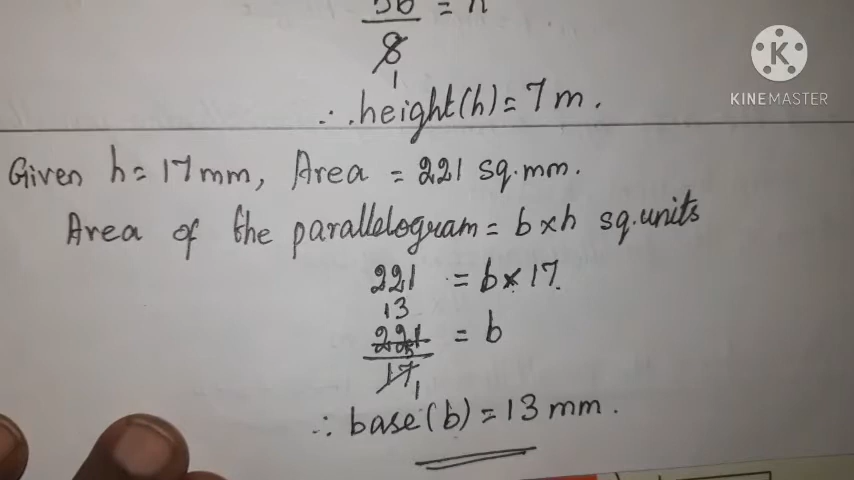 56 = h
8
1
∴ height(h) = 7 m.
K
KINEMASTER
Given h = 17 mm, Area = 221 sq.mm.
Area of the parallelogram = b × h sq.units
221 = b × 17
13
221 = b
17
1
∴ base(b) = 13 mm.